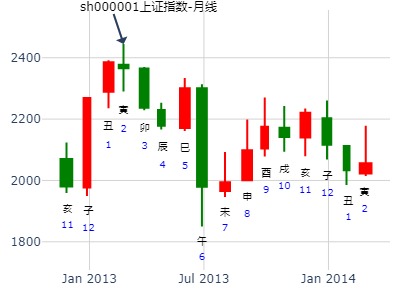 sh000001上证指数-月线
2400
2200
2000
1800
亥
11
子
12
丑
1
寅
2
卯
3
辰
4
巳
5
午
6
未
7
申
8
酉
9
戌
10
亥
11
子
12
丑
1
寅
2
Jan 2013
Jul 2013
Jan 2014